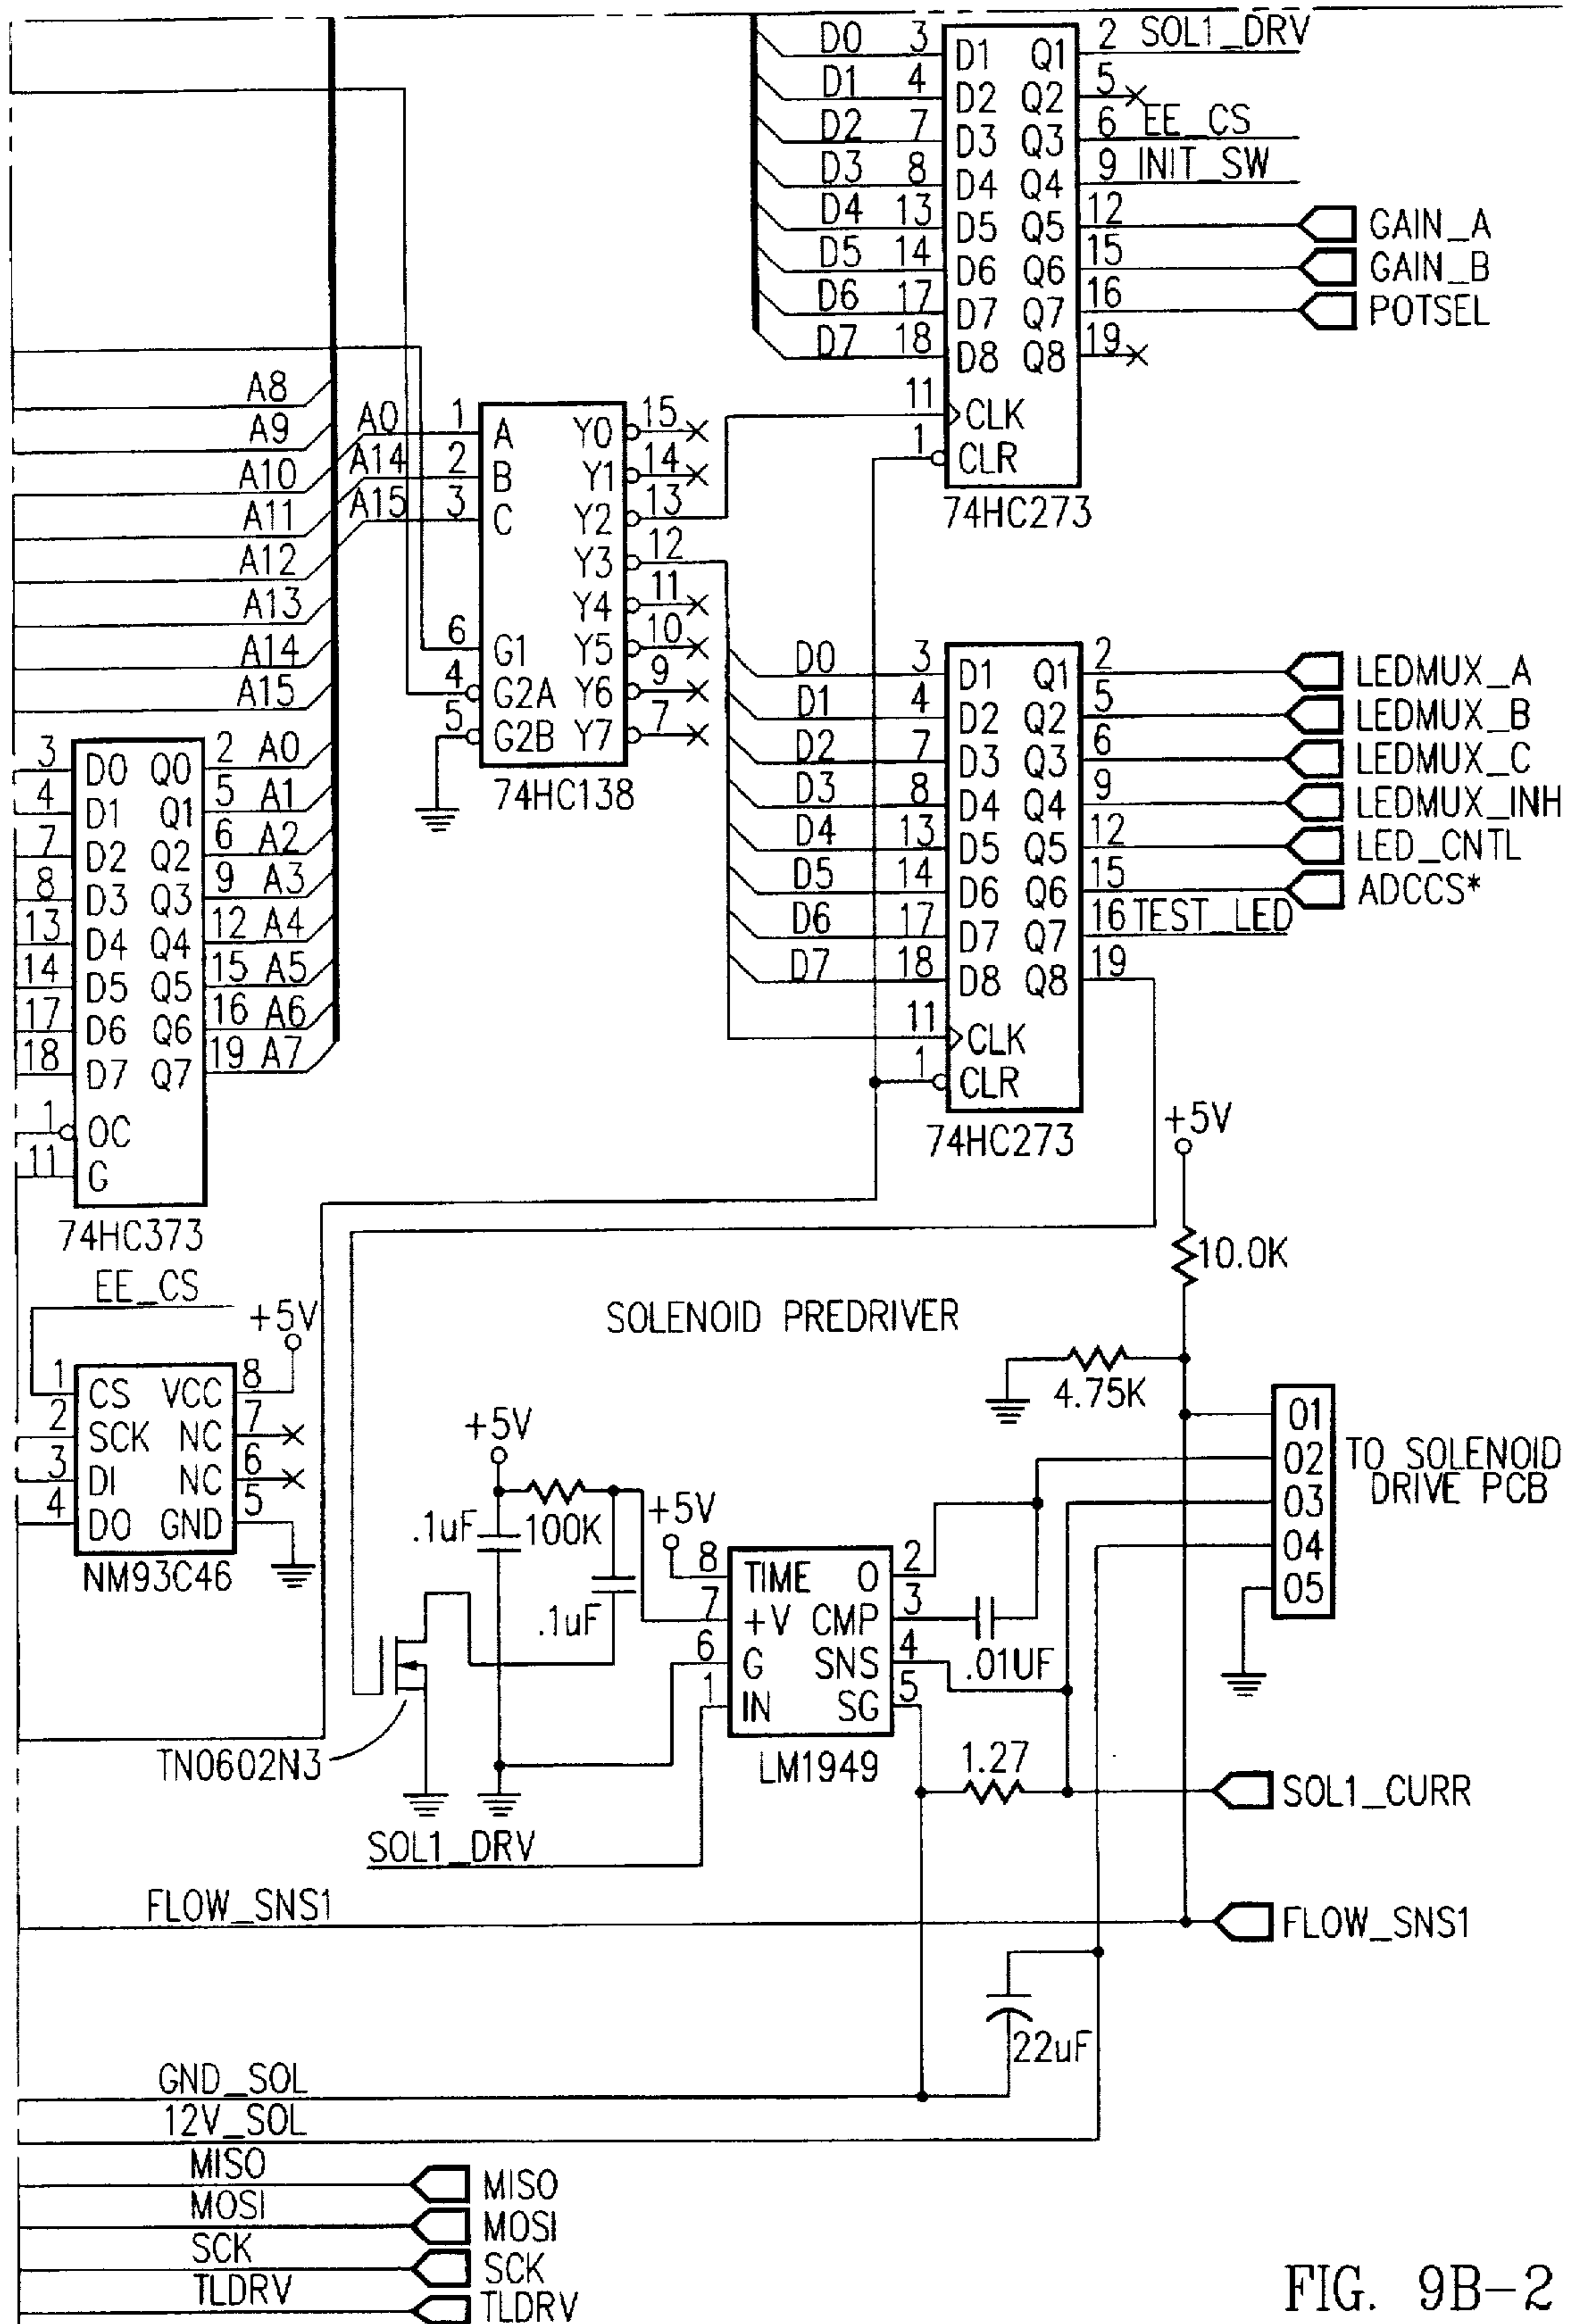 D0 3 D1 Q1 2 SOL1_DRV
D1 4 D2 Q2 5
D2 7 D3 Q3 6 EE_CS
D3 8 D4 Q4 9 INIT_SW
D4 13 D5 Q5 12 GAIN_A
D5 14 D6 Q6 15 GAIN_B
D6 17 D7 Q7 16 POTSEL
D7 18 D8 Q8 19
11 CLK
1 CLR
74HC273
A8
A9
A10
A11
A12
A13
A14
A15
A0 1 A Y0 15
A14 2 B Y1 14
A15 3 C Y2 13
Y3 12
Y4 11
6 G1 Y5 10
4 G2A Y6 9
5 G2B Y7 7
74HC138
D0 3 D1 Q1 2 LEDMUX_A
D1 4 D2 Q2 5 LEDMUX_B
D2 7 D3 Q3 6 LEDMUX_C
D3 8 D4 Q4 9 LEDMUX_INH
D4 13 D5 Q5 12 LED_CNTL
D5 14 D6 Q6 15 ADCCS*
D6 17 D7 Q7 16 TEST_LED
D7 18 D8 Q8 19
11 CLK
1 CLR
74HC273
3 D0 Q0 2 A0
4 D1 Q1 5 A1
7 D2 Q2 6 A2
8 D3 Q3 9 A3
13 D4 Q4 12 A4
14 D5 Q5 15 A5
17 D6 Q6 16 A6
18 D7 Q7 19 A7
1 OC
11 G
74HC373
+5V
10.0K
4.75K
EE_CS
+5V
1 CS VCC 8
2 SCK NC 7
3 DI NC 6
4 DO GND 5
NM93C46
SOLENOID PREDRIVER
+5V
.1uF 100K
.1uF
+5V
8 TIME O 2
7 +V CMP 3
6 G SNS 4
1 IN SG 5
LM1949
.01UF
TN0602N3
01
02
03
04
05
TO SOLENOID
DRIVE PCB
1.27
SOL1_CURR
SOL1_DRV
FLOW_SNS1
FLOW_SNS1
22uF
GND_SOL
12V_SOL
MISO MISO
MOSI MOSI
SCK SCK
TLDRV TLDRV
FIG. 9B-2